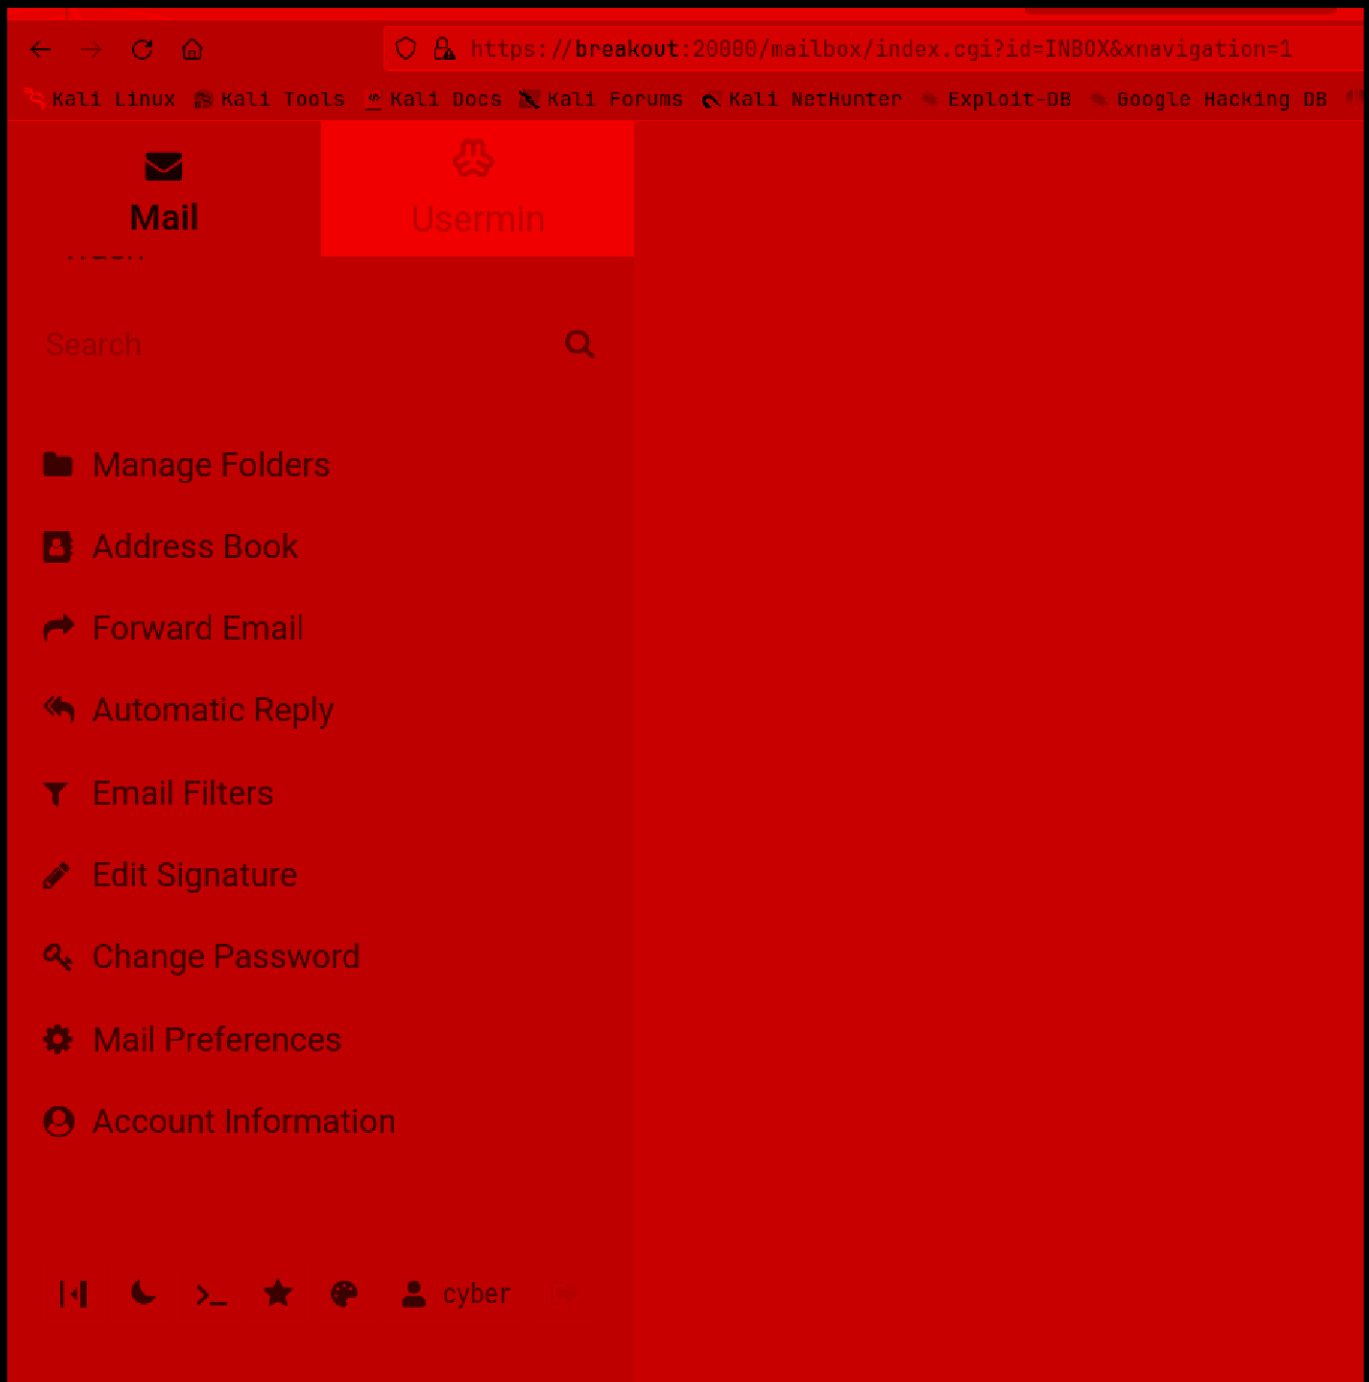 https://breakout:20000/mailbox/index.cgi?id=INBOX&xnavigation=1
Kali Linux Kali Tools Kali Docs Kali Forums Kali NetHunter Exploit-DB Google Hacking DB
Mail Usermin
Search
Manage Folders
Address Book
Forward Email
Automatic Reply
Email Filters
Edit Signature
Change Password
Mail Preferences
Account Information
cyber